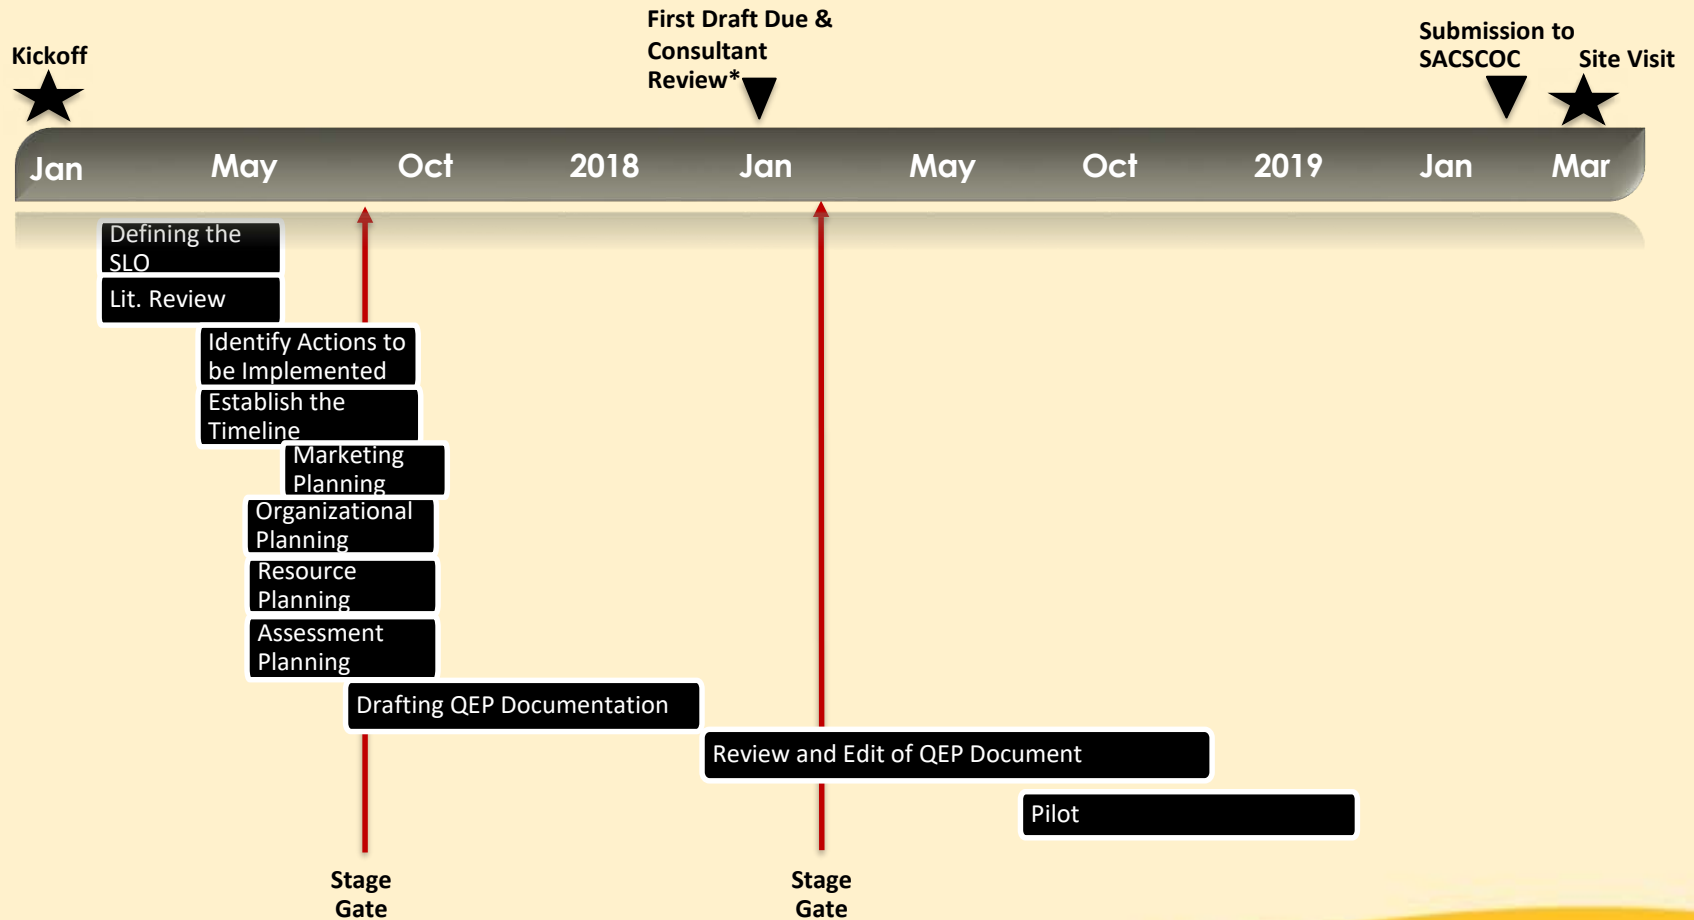 Kickoff
First Draft Due &
Consultant
Review*
Submission to
SACSCOC
Site Visit
Jan May Oct 2018 Jan May Oct 2019 Jan Mar
Defining the
SLO
Lit. Review
Identify Actions to
be Implemented
Establish the
Timeline
Marketing
Planning
Organizational
Planning
Resource
Planning
Assessment
Planning
Drafting QEP Documentation
Review and Edit of QEP Document
Pilot
Stage
Gate
Stage
Gate